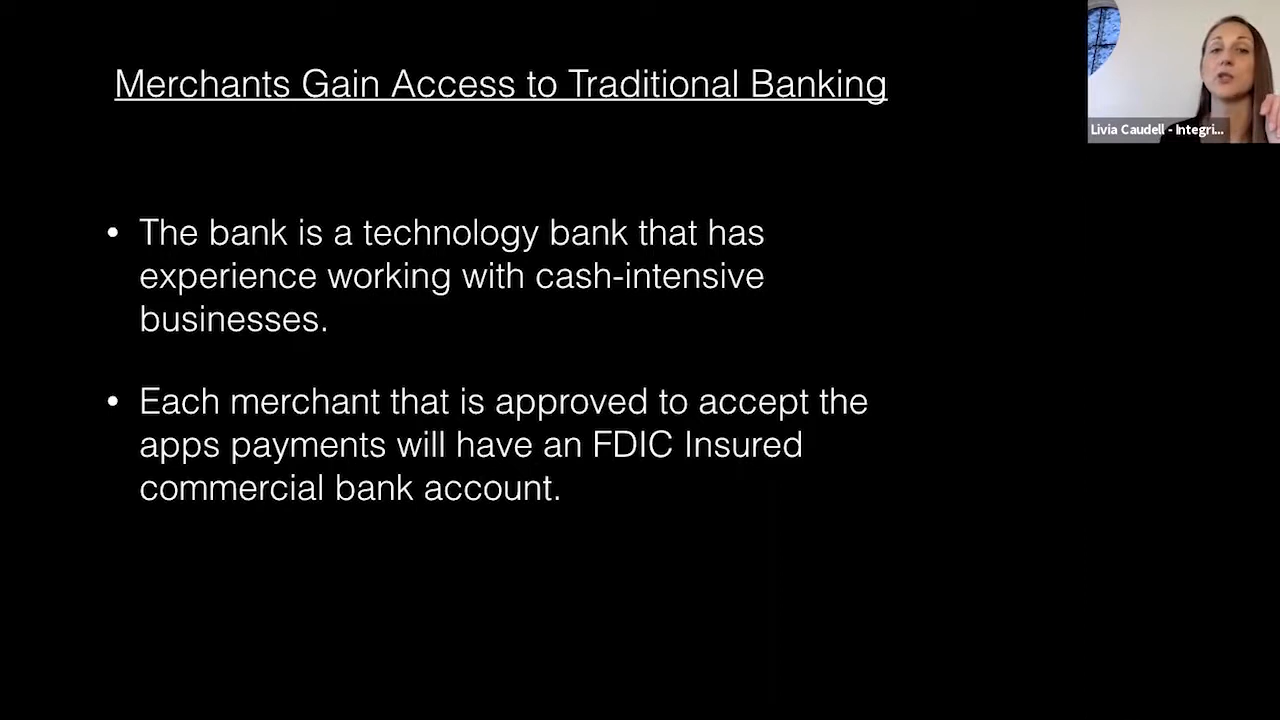 Merchants Gain Access to Traditional Banking
Livia Caudell - Integri...
• The bank is a technology bank that has
experience working with cash-intensive
businesses.
• Each merchant that is approved to accept the
apps payments will have an FDIC Insured
commercial bank account.